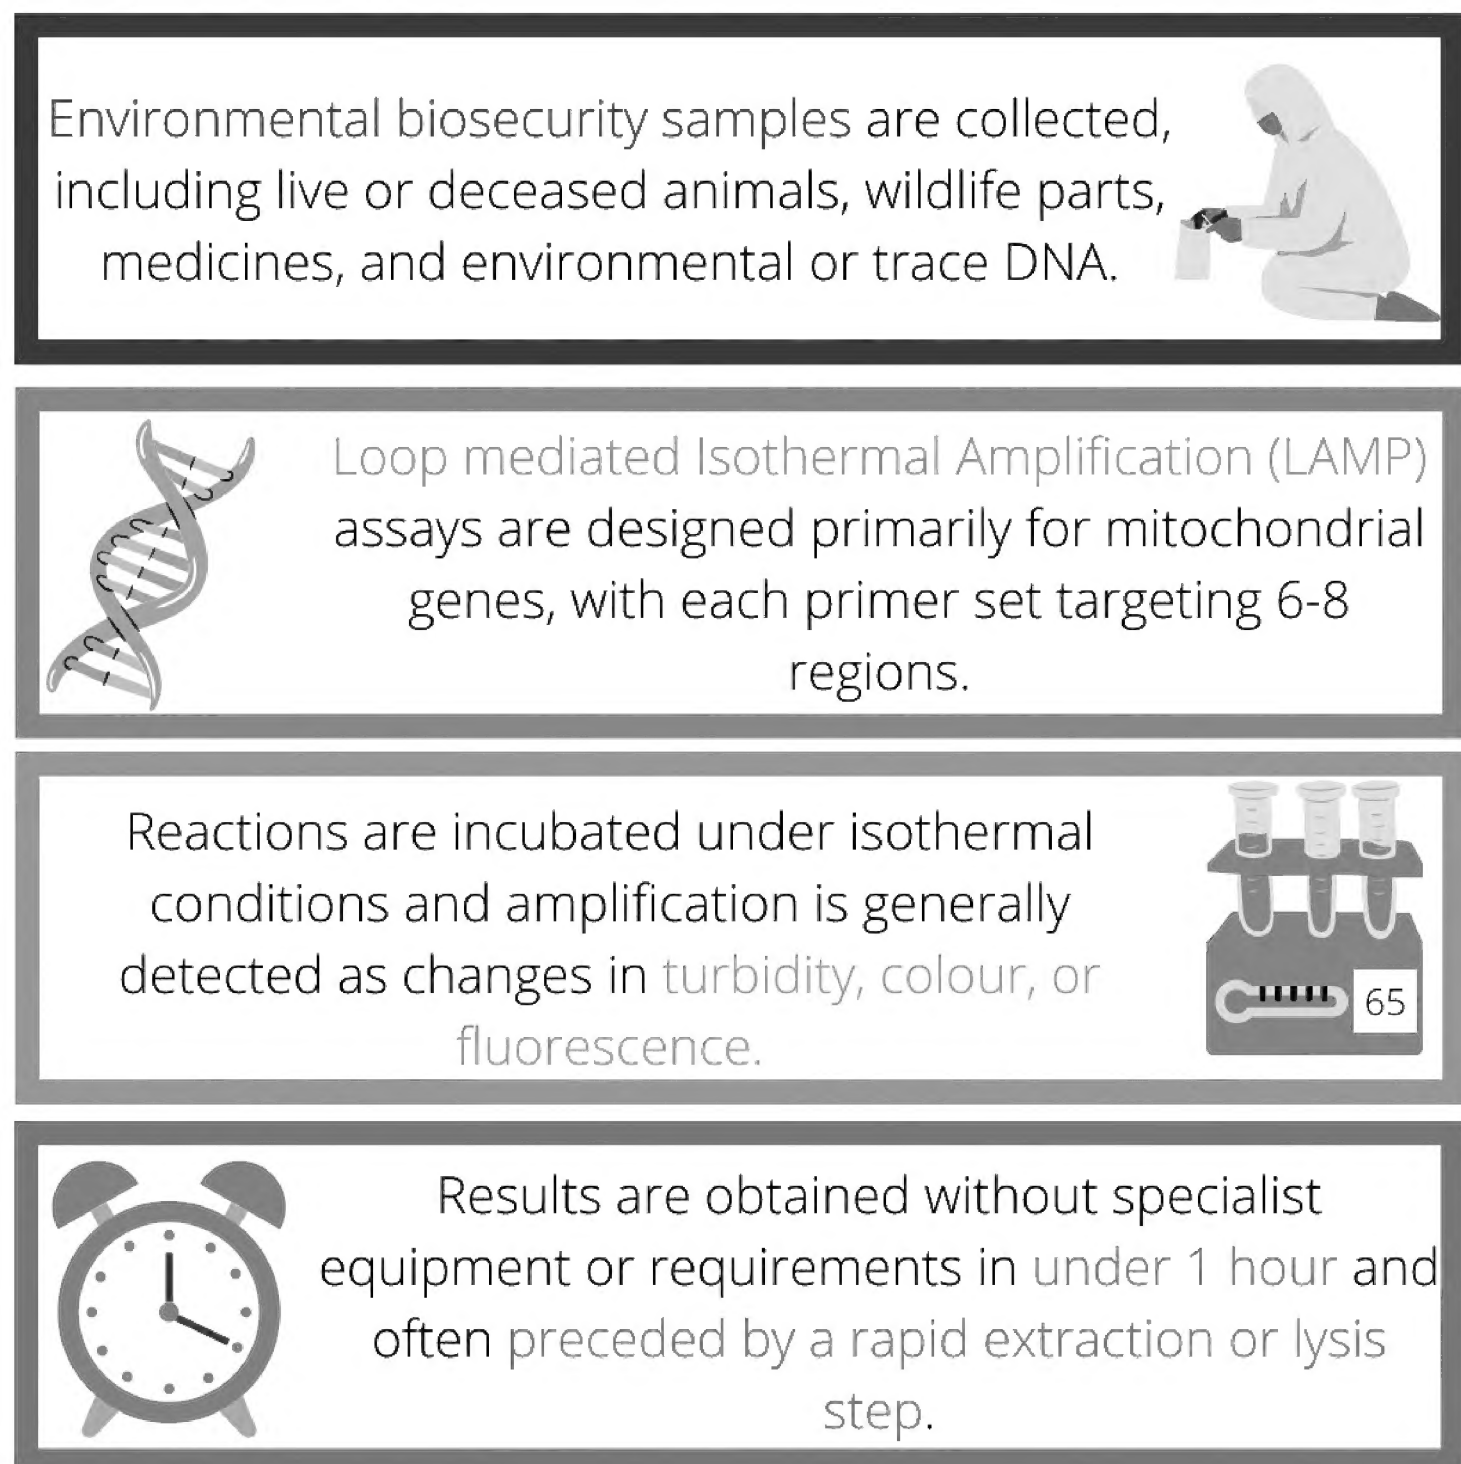 Environmental biosecurity samples are collected,
including live or deceased animals, wildlife parts,
medicines, and environmental or trace DNA.
Loop mediated Isothermal Amplification (LAMP)
assays are designed primarily for mitochondrial
genes, with each primer set targeting 6-8
regions.
Reactions are incubated under isothermal
conditions and amplification is generally
detected as changes in turbidity, colour, or
fluorescence.
65
Results are obtained without specialist
equipment or requirements in under 1 hour and
often preceded by a rapid extraction or lysis
step.